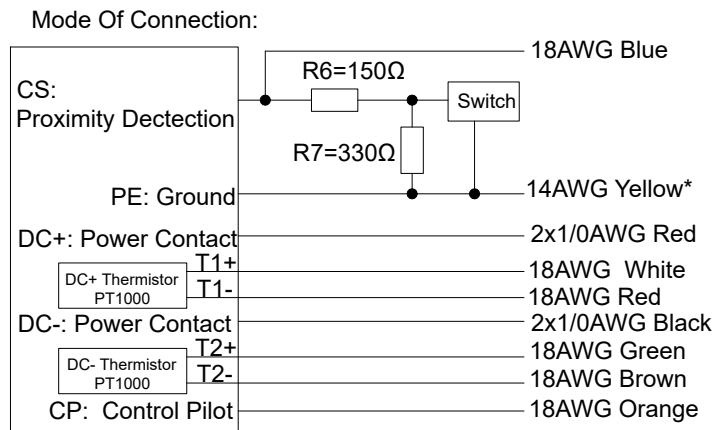 Mode Of Connection:
18AWG Blue
R6=150Ω
CS:
Proximity Dectection
Switch
R7=330Ω
PE: Ground
14AWG Yellow*
DC+: Power Contact
2x1/0AWG Red
T1+
18AWG White
DC+ Thermistor
PT1000
T1-
18AWG Red
DC-: Power Contact
2x1/0AWG Black
T2+
18AWG Green
DC- Thermistor
PT1000
T2-
18AWG Brown
CP: Control Pilot
18AWG Orange